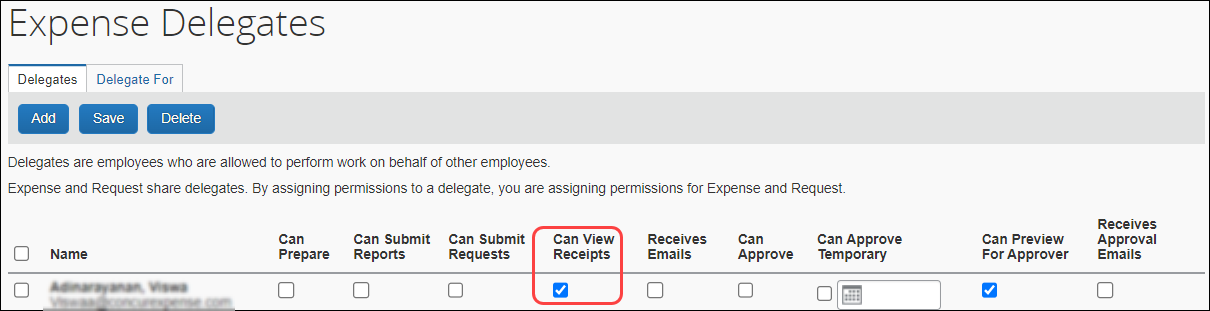 Expense Delegates
Delegates Delegate For
Add Save Delete
Delegates are employees who are allowed to perform work on behalf of other employees.
Expense and Request share delegates. By assigning permissions to a delegate, you are assigning permissions for Expense and Request.
Name
Can Prepare
Can Submit Reports
Can Submit Requests
Can View Receipts
Receives Emails
Can Approve
Can Approve Temporary
Can Preview For Approver
Receives Approval Emails
Adinarayanan, Viswa
Viswaa@concurexpense.com